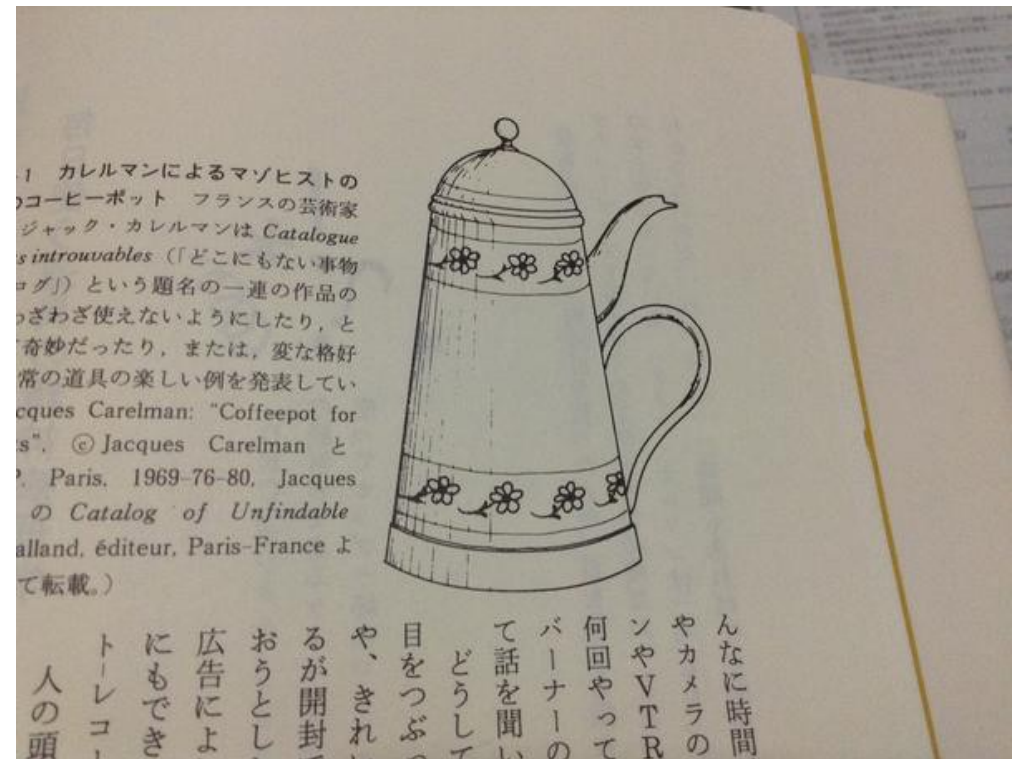 -1 カレルマンによるマゾヒストの
コーヒーポット フランスの芸術家
ジャック・カレルマンは Catalogue
s introuvables（「どこにもない事物
ログ」）という題名の一連の作品の
わざわざ使えないようにしたり，と
奇妙だったり，または，変な格好
常の道具の楽しい例を発表してい
cques Carelman: “Coffeepot for
ts”, ⓒ Jacques Carelman と
P, Paris, 1969-76-80, Jacques
の Catalog of Unfindable
alland, éditeur, Paris-France よ
て転載。）
んなに時間
やカメラの
ンやVTR
何回やって
バーナーの
て話を聞い
どうして
目をつぶっ
や、きれい
るが開封
おうとし
広告によ
にもでき
トーレコー
人の頭